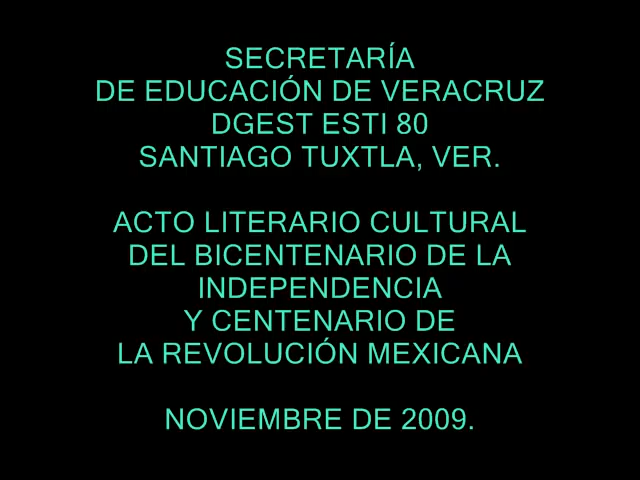 SECRETARÍA
DE EDUCACIÓN DE VERACRUZ
DGEST ESTI 80
SANTIAGO TUXTLA, VER.
ACTO LITERARIO CULTURAL
DEL BICENTENARIO DE LA
INDEPENDENCIA
Y CENTENARIO DE
LA REVOLUCIÓN MEXICANA
NOVIEMBRE DE 2009.